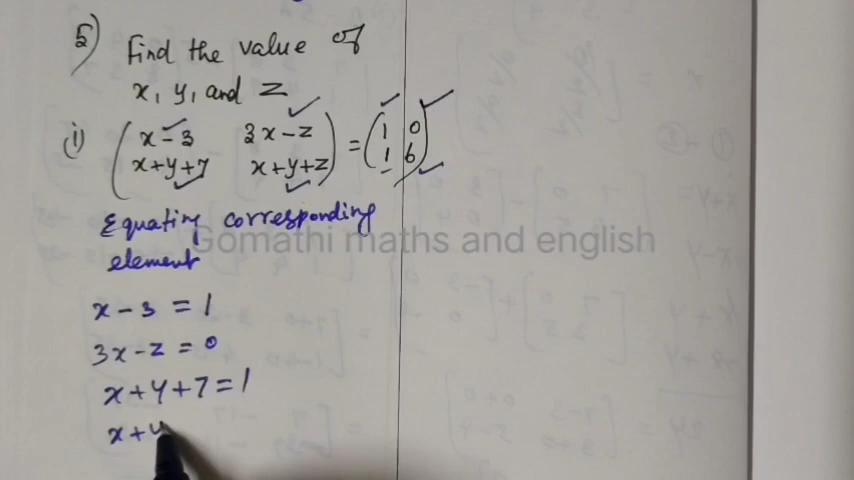 5) Find the value of
x, y, and z
(i) ( x - 3   3x - z ) = ( 1   0 )
( x + y + 7   x + y + z )   ( 1   6 )
Equating corresponding
Gomathi maths and english
element
x - 3 = 1
3x - z = 0
x + y + 7 = 1
x + y